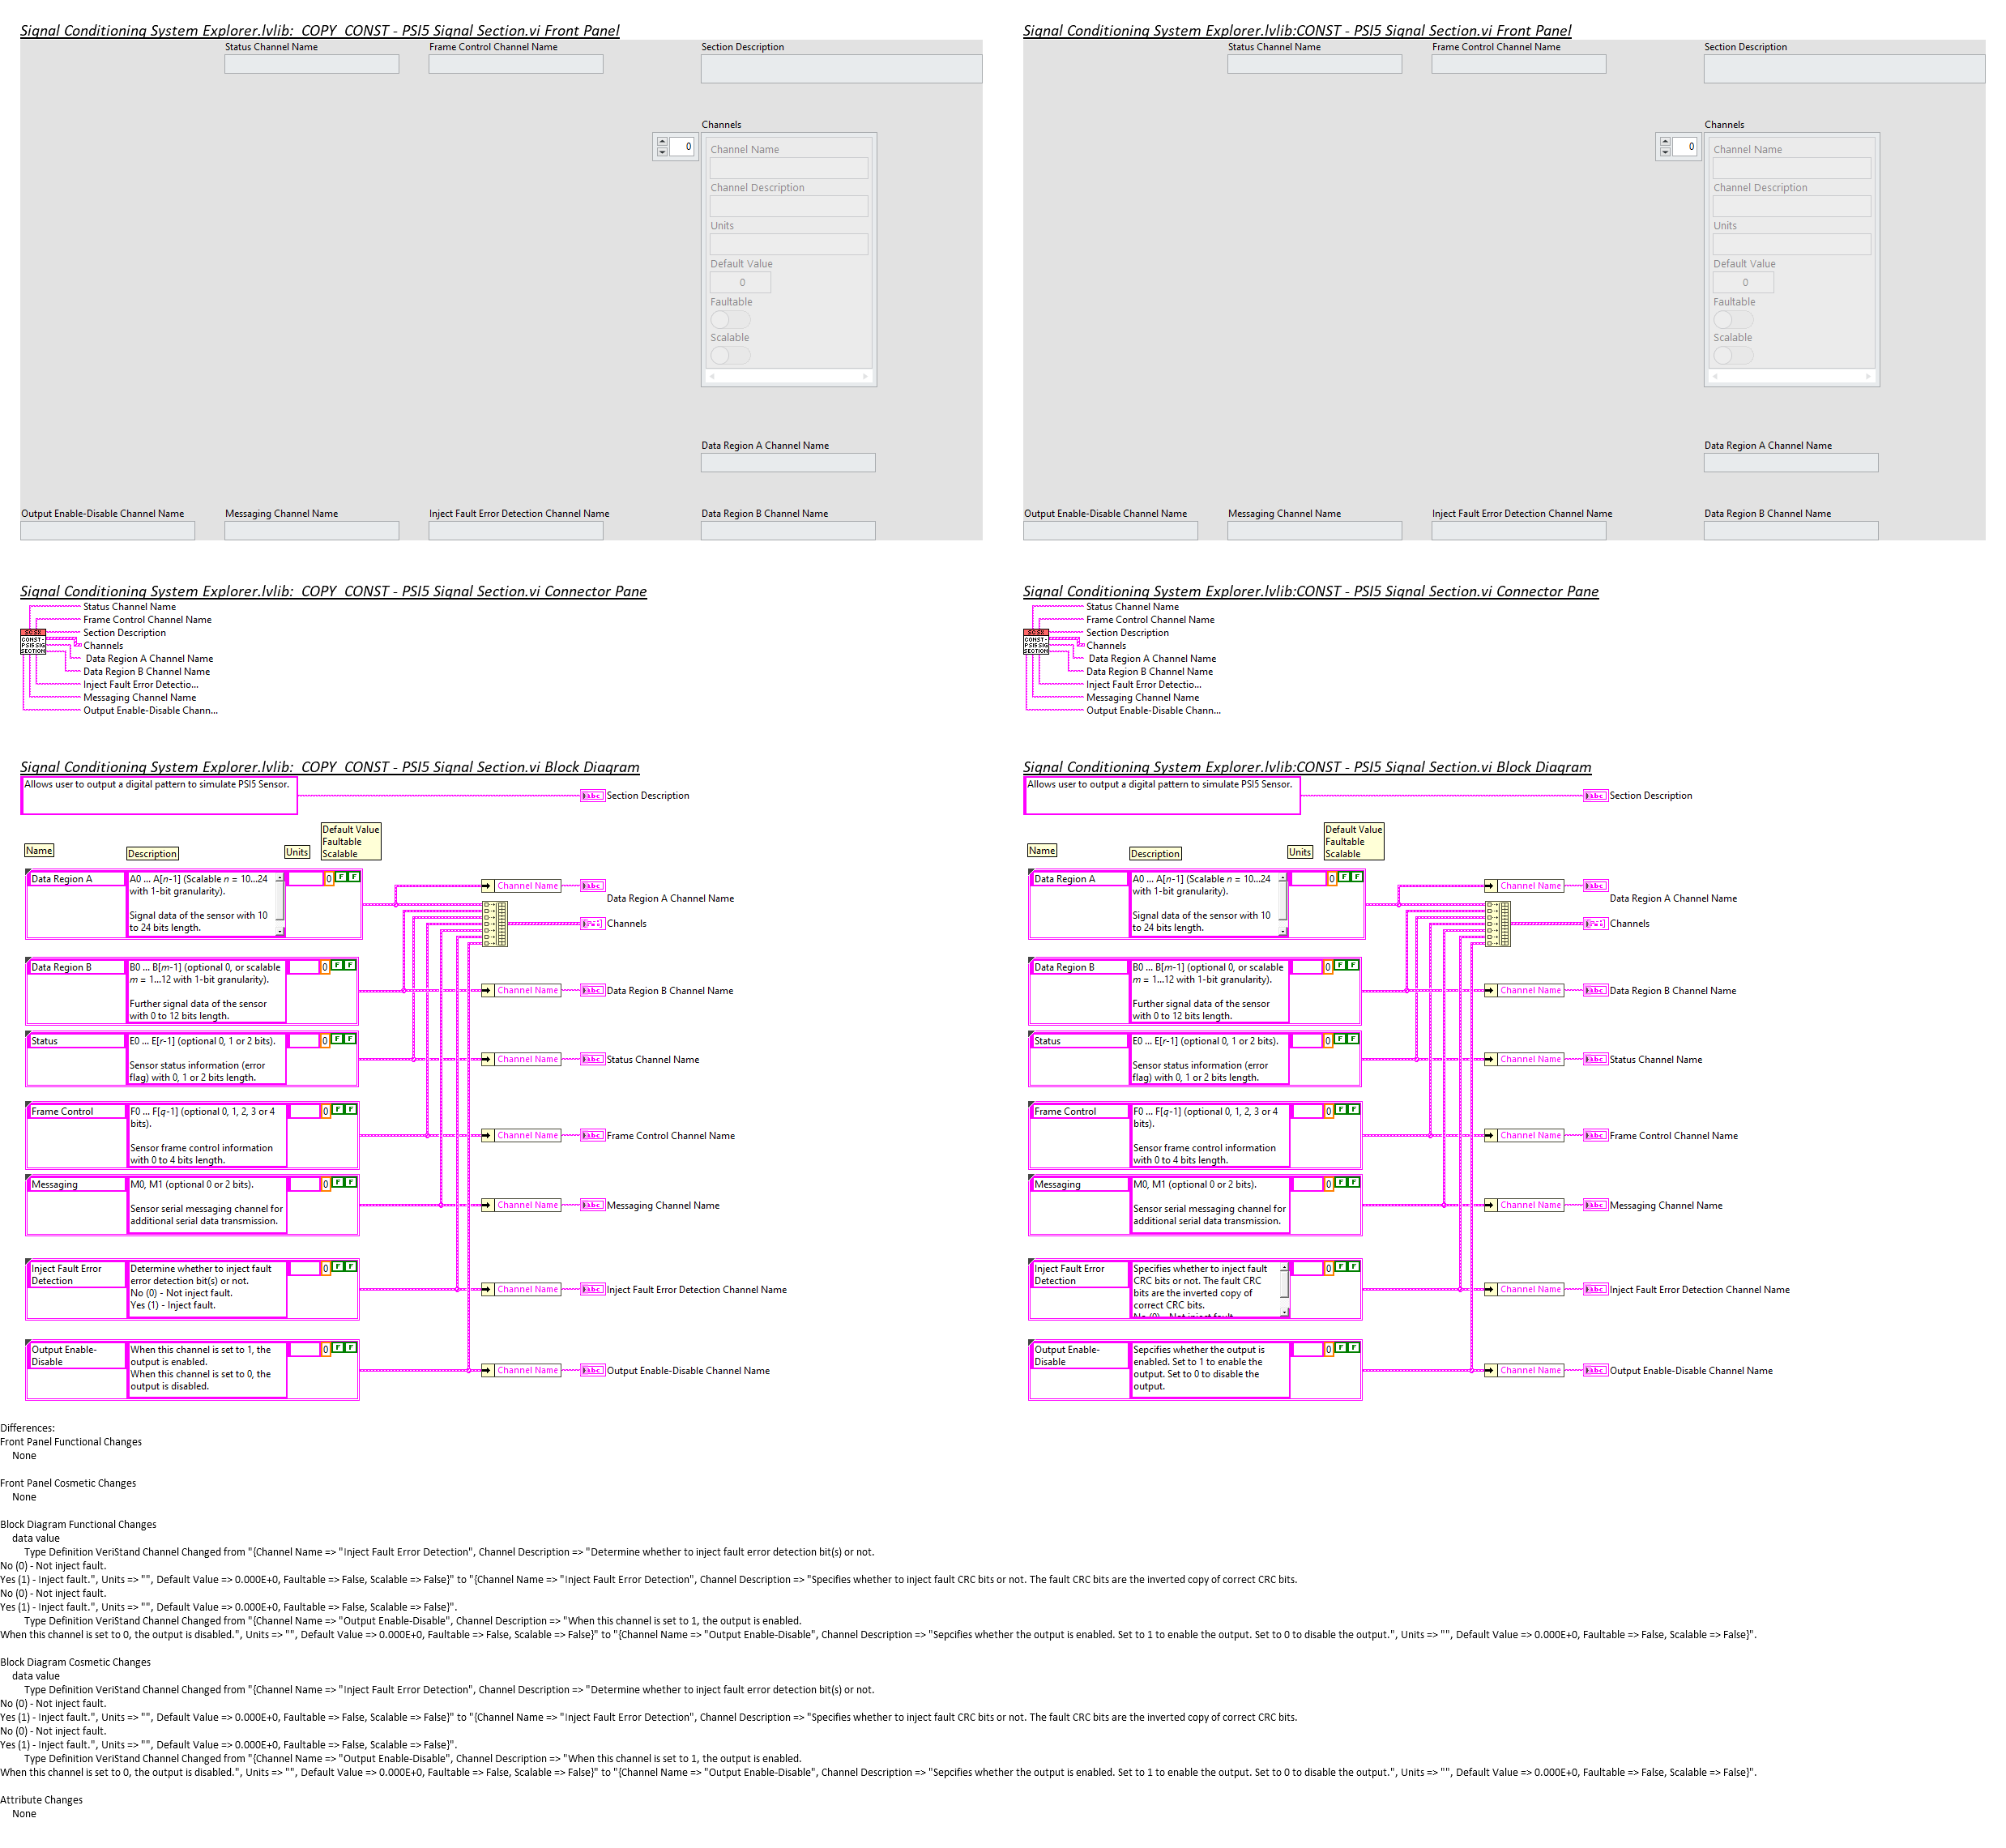 Signal Conditioning System Explorer.lvlib:_COPY_CONST - PSI5 Signal Section.vi Front Panel
Status Channel Name
Frame Control Channel Name
Section Description
Channels
0
Channel Name
Channel Description
Units
Default Value
0
Faultable
Scalable
Data Region A Channel Name
Output Enable-Disable Channel Name
Messaging Channel Name
Inject Fault Error Detection Channel Name
Data Region B Channel Name
Signal Conditioning System Explorer.lvlib:CONST - PSI5 Signal Section.vi Front Panel
Status Channel Name
Frame Control Channel Name
Section Description
Channels
0
Channel Name
Channel Description
Units
Default Value
0
Faultable
Scalable
Data Region A Channel Name
Output Enable-Disable Channel Name
Messaging Channel Name
Inject Fault Error Detection Channel Name
Data Region B Channel Name
Signal Conditioning System Explorer.lvlib:_COPY_CONST - PSI5 Signal Section.vi Connector Pane
Status Channel Name
Frame Control Channel Name
Section Description
Channels
Data Region A Channel Name
Data Region B Channel Name
Inject Fault Error Detectio...
Messaging Channel Name
Output Enable-Disable Chann...
CONST-
PSI5 SIG
SECTION
Signal Conditioning System Explorer.lvlib:CONST - PSI5 Signal Section.vi Connector Pane
Status Channel Name
Frame Control Channel Name
Section Description
Channels
Data Region A Channel Name
Data Region B Channel Name
Inject Fault Error Detectio...
Messaging Channel Name
Output Enable-Disable Chann...
CONST-
PSI5 SIG
SECTION
Signal Conditioning System Explorer.lvlib:_COPY_CONST - PSI5 Signal Section.vi Block Diagram
Allows user to output a digital pattern to simulate PSI5 Sensor.
abc Section Description
Name
Description
Units
Default Value
Faultable
Scalable
Data Region A
A0 ... A[n-1] (Scalable n = 10...24
with 1-bit granularity).
Signal data of the sensor with 10
to 24 bits length.
0 F F
Channel Name abc
Data Region A Channel Name
Channels
Data Region B
B0 ... B[m-1] (optional 0, or scalable
m = 1...12 with 1-bit granularity).
Further signal data of the sensor
with 0 to 12 bits length.
0 F F
Channel Name abc Data Region B Channel Name
Status
E0 ... E[r-1] (optional 0, 1 or 2 bits).
Sensor status information (error
flag) with 0, 1 or 2 bits length.
0 F F
Channel Name abc Status Channel Name
Frame Control
F0 ... F[q-1] (optional 0, 1, 2, 3 or 4
bits).
Sensor frame control information
with 0 to 4 bits length.
0 F F
Channel Name abc Frame Control Channel Name
Messaging
M0, M1 (optional 0 or 2 bits).
Sensor serial messaging channel for
additional serial data transmission.
0 F F
Channel Name abc Messaging Channel Name
Inject Fault Error
Detection
Determine whether to inject fault
error detection bit(s) or not.
No (0) - Not inject fault.
Yes (1) - Inject fault.
0 F F
Channel Name abc Inject Fault Error Detection Channel Name
Output Enable-
Disable
When this channel is set to 1, the
output is enabled.
When this channel is set to 0, the
output is disabled.
0 F F
Channel Name abc Output Enable-Disable Channel Name
Signal Conditioning System Explorer.lvlib:CONST - PSI5 Signal Section.vi Block Diagram
Allows user to output a digital pattern to simulate PSI5 Sensor.
abc Section Description
Name
Description
Units
Default Value
Faultable
Scalable
Data Region A
A0 ... A[n-1] (Scalable n = 10...24
with 1-bit granularity).
Signal data of the sensor with 10
to 24 bits length.
0 F F
Channel Name abc
Data Region A Channel Name
Channels
Data Region B
B0 ... B[m-1] (optional 0, or scalable
m = 1...12 with 1-bit granularity).
Further signal data of the sensor
with 0 to 12 bits length.
0 F F
Channel Name abc Data Region B Channel Name
Status
E0 ... E[r-1] (optional 0, 1 or 2 bits).
Sensor status information (error
flag) with 0, 1 or 2 bits length.
0 F F
Channel Name abc Status Channel Name
Frame Control
F0 ... F[q-1] (optional 0, 1, 2, 3 or 4
bits).
Sensor frame control information
with 0 to 4 bits length.
0 F F
Channel Name abc Frame Control Channel Name
Messaging
M0, M1 (optional 0 or 2 bits).
Sensor serial messaging channel for
additional serial data transmission.
0 F F
Channel Name abc Messaging Channel Name
Inject Fault Error
Detection
Specifies whether to inject fault
CRC bits or not. The fault CRC
bits are the inverted copy of
correct CRC bits.
No (0) - Not inject fault.
0 F F
Channel Name abc Inject Fault Error Detection Channel Name
Output Enable-
Disable
Sepcifies whether the output is
enabled. Set to 1 to enable the
output. Set to 0 to disable the
output.
0 F F
Channel Name abc Output Enable-Disable Channel Name
Differences:
Front Panel Functional Changes
None
Front Panel Cosmetic Changes
None
Block Diagram Functional Changes
data value
Type Definition VeriStand Channel Changed from "{Channel Name => "Inject Fault Error Detection", Channel Description => "Determine whether to inject fault error detection bit(s) or not.
No (0) - Not inject fault.
Yes (1) - Inject fault.", Units => "", Default Value => 0.000E+0, Faultable => False, Scalable => False}" to "{Channel Name => "Inject Fault Error Detection", Channel Description => "Specifies whether to inject fault CRC bits or not. The fault CRC bits are the inverted copy of correct CRC bits.
No (0) - Not inject fault.
Yes (1) - Inject fault.", Units => "", Default Value => 0.000E+0, Faultable => False, Scalable => False}".
Type Definition VeriStand Channel Changed from "{Channel Name => "Output Enable-Disable", Channel Description => "When this channel is set to 1, the output is enabled.
When this channel is set to 0, the output is disabled.", Units => "", Default Value => 0.000E+0, Faultable => False, Scalable => False}" to "{Channel Name => "Output Enable-Disable", Channel Description => "Sepcifies whether the output is enabled. Set to 1 to enable the output. Set to 0 to disable the output.", Units => "", Default Value => 0.000E+0, Faultable => False, Scalable => False}".
Block Diagram Cosmetic Changes
data value
Type Definition VeriStand Channel Changed from "{Channel Name => "Inject Fault Error Detection", Channel Description => "Determine whether to inject fault error detection bit(s) or not.
No (0) - Not inject fault.
Yes (1) - Inject fault.", Units => "", Default Value => 0.000E+0, Faultable => False, Scalable => False}" to "{Channel Name => "Inject Fault Error Detection", Channel Description => "Specifies whether to inject fault CRC bits or not. The fault CRC bits are the inverted copy of correct CRC bits.
No (0) - Not inject fault.
Yes (1) - Inject fault.", Units => "", Default Value => 0.000E+0, Faultable => False, Scalable => False}".
Type Definition VeriStand Channel Changed from "{Channel Name => "Output Enable-Disable", Channel Description => "When this channel is set to 1, the output is enabled.
When this channel is set to 0, the output is disabled.", Units => "", Default Value => 0.000E+0, Faultable => False, Scalable => False}" to "{Channel Name => "Output Enable-Disable", Channel Description => "Sepcifies whether the output is enabled. Set to 1 to enable the output. Set to 0 to disable the output.", Units => "", Default Value => 0.000E+0, Faultable => False, Scalable => False}".
Attribute Changes
None